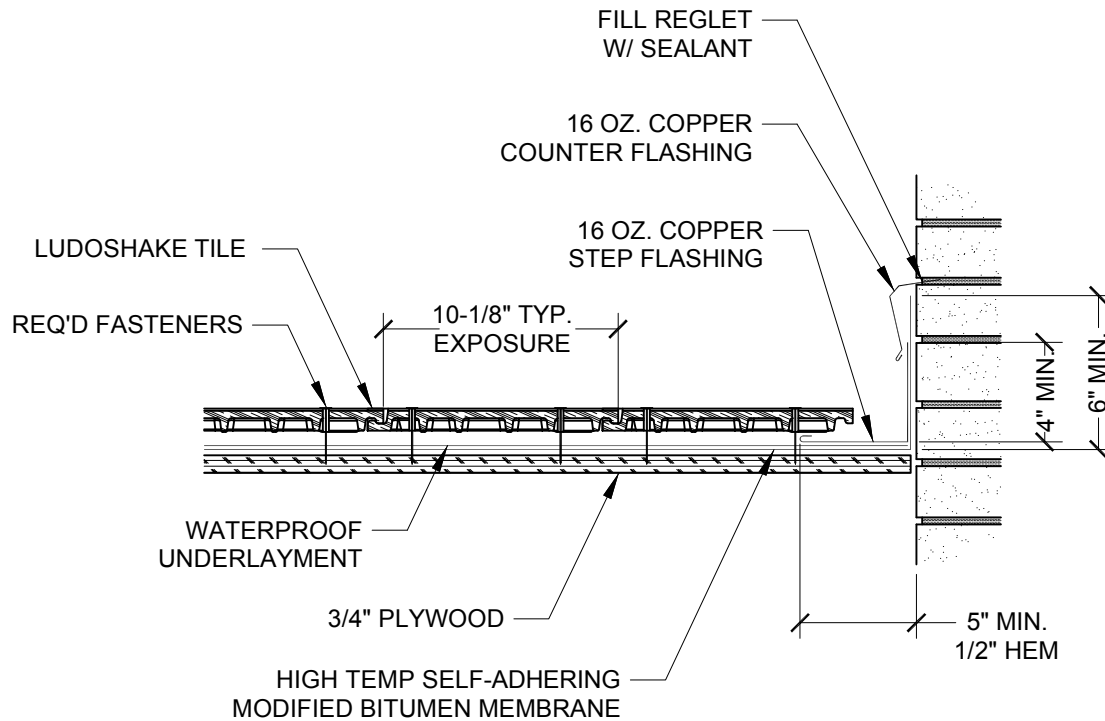 FILL REGLET
W/ SEALANT
16 OZ. COPPER
COUNTER FLASHING
16 OZ. COPPER
STEP FLASHING
LUDOSHAKE TILE
REQ'D FASTENERS
10-1/8" TYP.
EXPOSURE
4" MIN.
6" MIN.
WATERPROOF
UNDERLAYMENT
3/4" PLYWOOD
5" MIN.
1/2" HEM
HIGH TEMP SELF-ADHERING
MODIFIED BITUMEN MEMBRANE